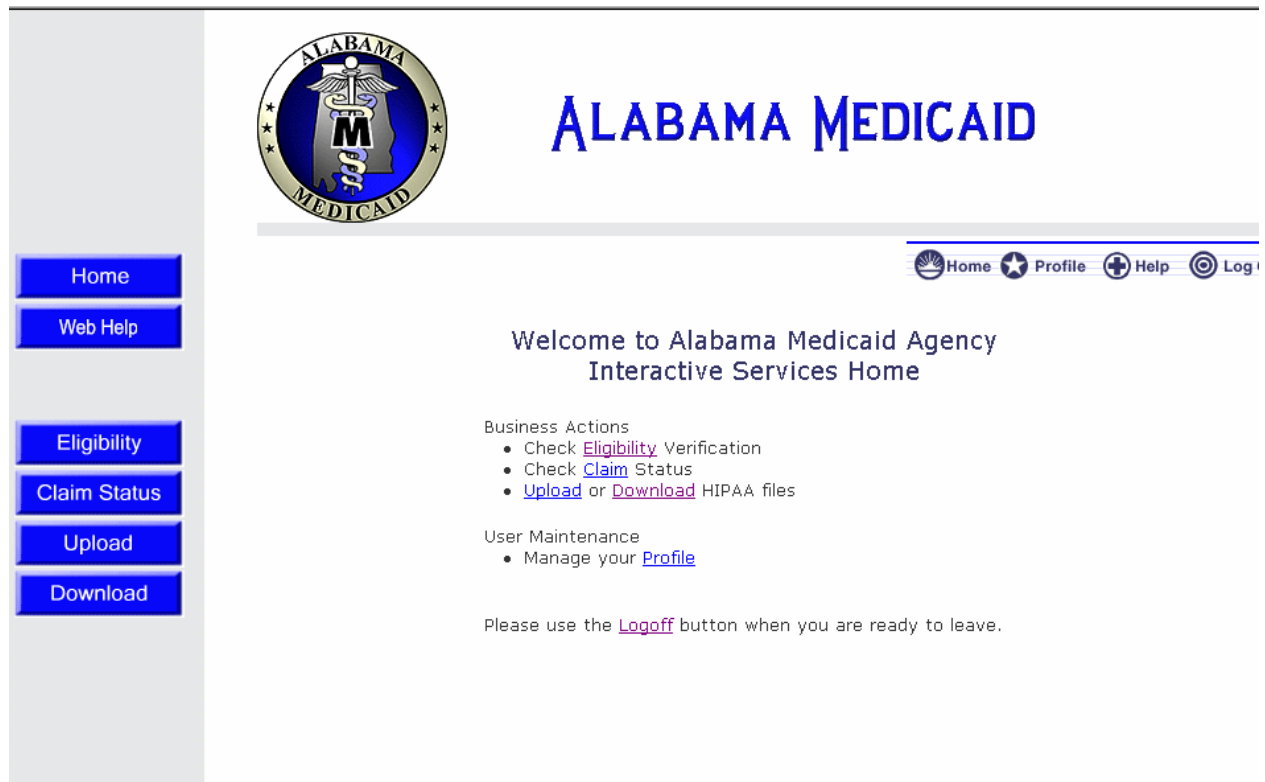 ALABAMA
M
MEDICAID
ALABAMA MEDICAID
Home Profile Help Log
Home
Web Help
Eligibility
Claim Status
Upload
Download
Welcome to Alabama Medicaid Agency
Interactive Services Home
Business Actions
• Check Eligibility Verification
• Check Claim Status
• Upload or Download HIPAA files
User Maintenance
• Manage your Profile
Please use the Logoff button when you are ready to leave.